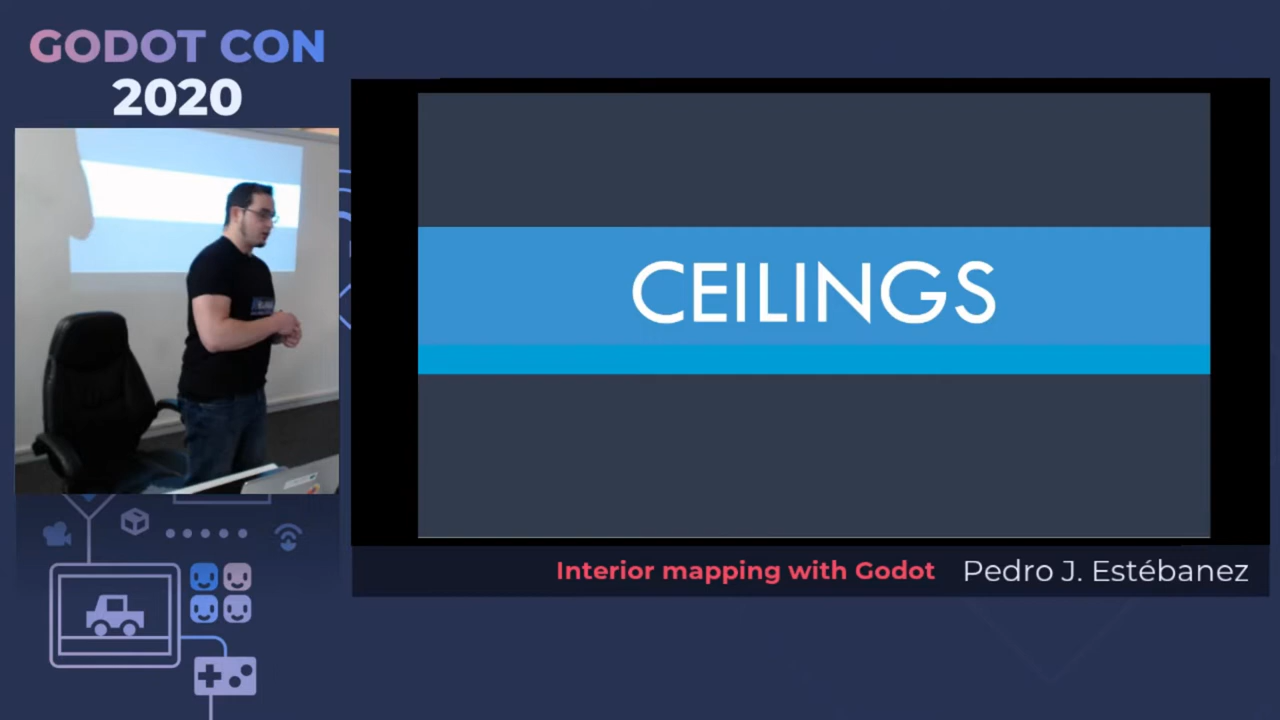 GODOT CON
2020
CEILINGS
Interior mapping with Godot
Pedro J. Estébanez